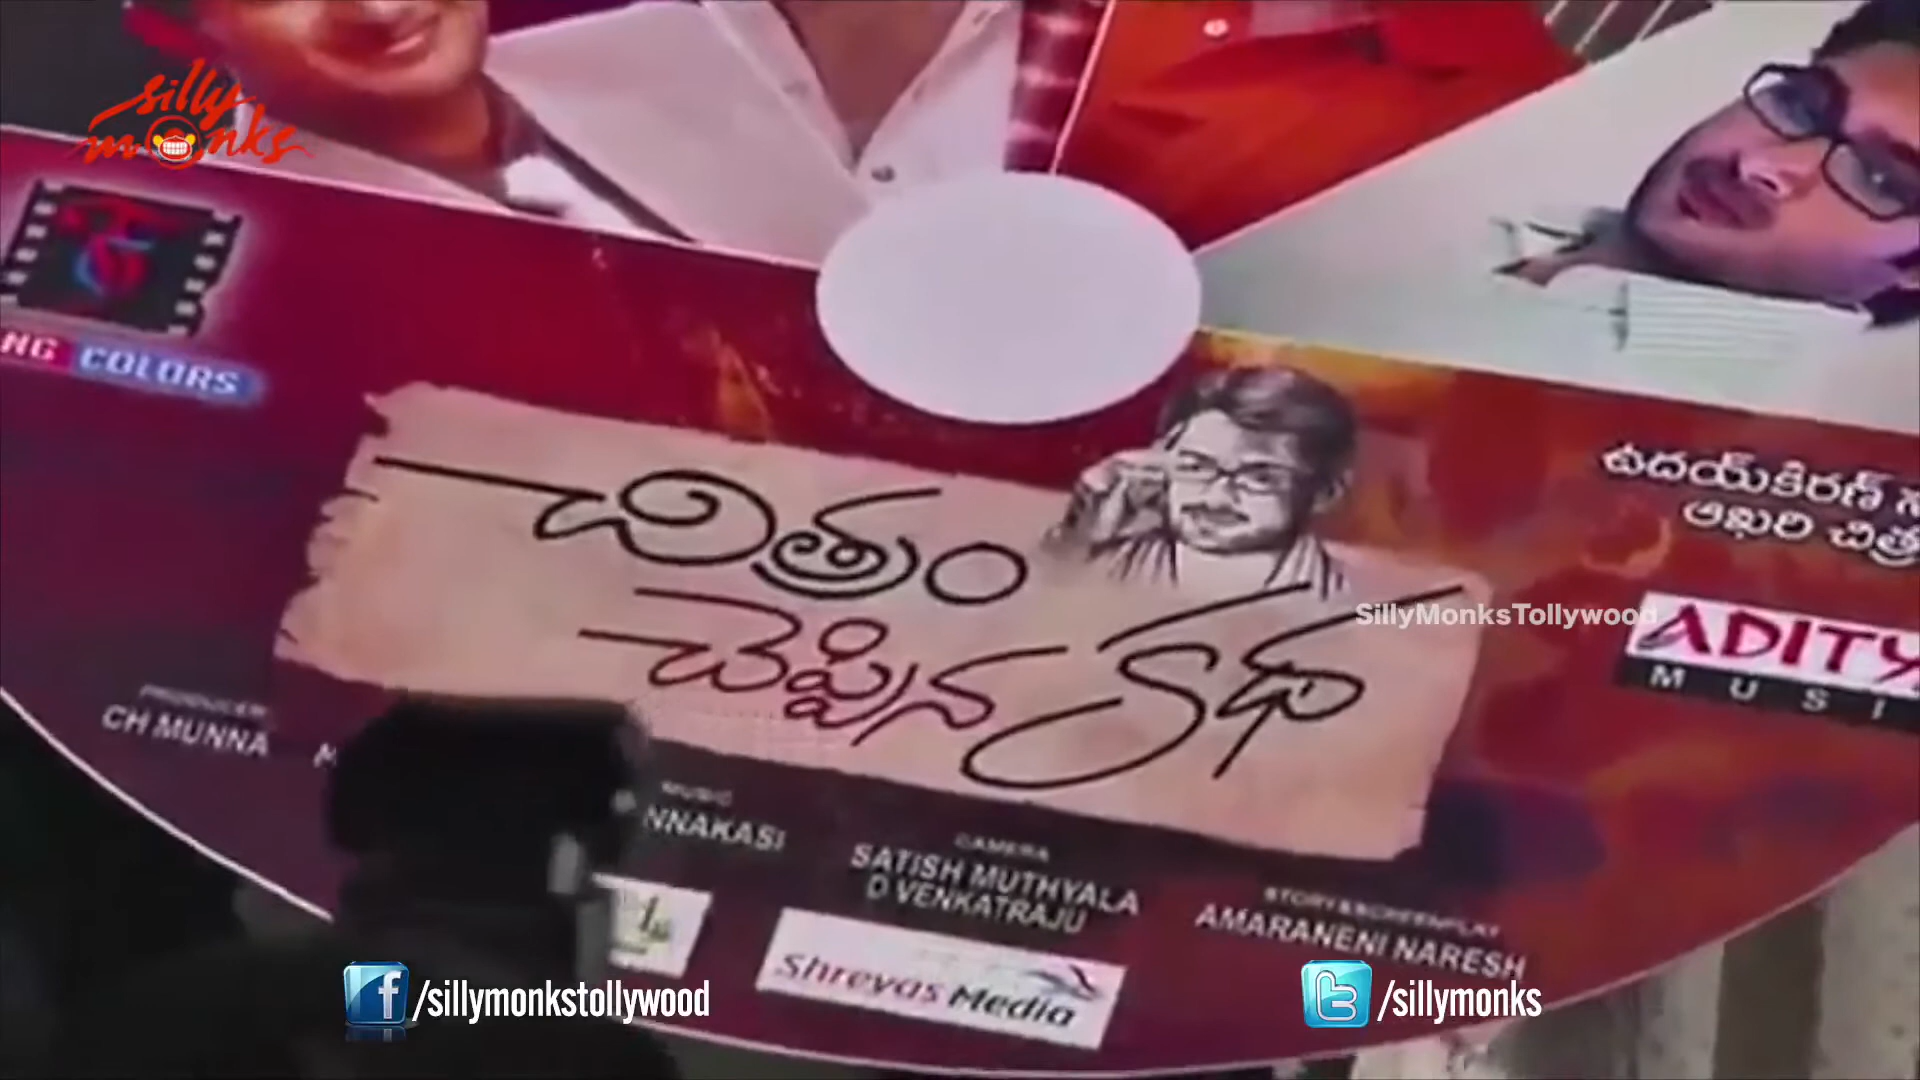 silly
monks
NG COLORS
చిత్రం
చెప్పిన కథ
ఉదయ్‌కిరణ్
ఆఖరి
SillyMonksTollywood
ADITY
MUSI
PRODUCER
CH MUNNA
MUSIC
NNAKASI
CAMERA
SATISH MUTHYALA
D VENKATRAJU
STORY&SCREENPLAY
AMARANENI NARESH
Shreyas Media
/sillymonkstollywood
/sillymonks